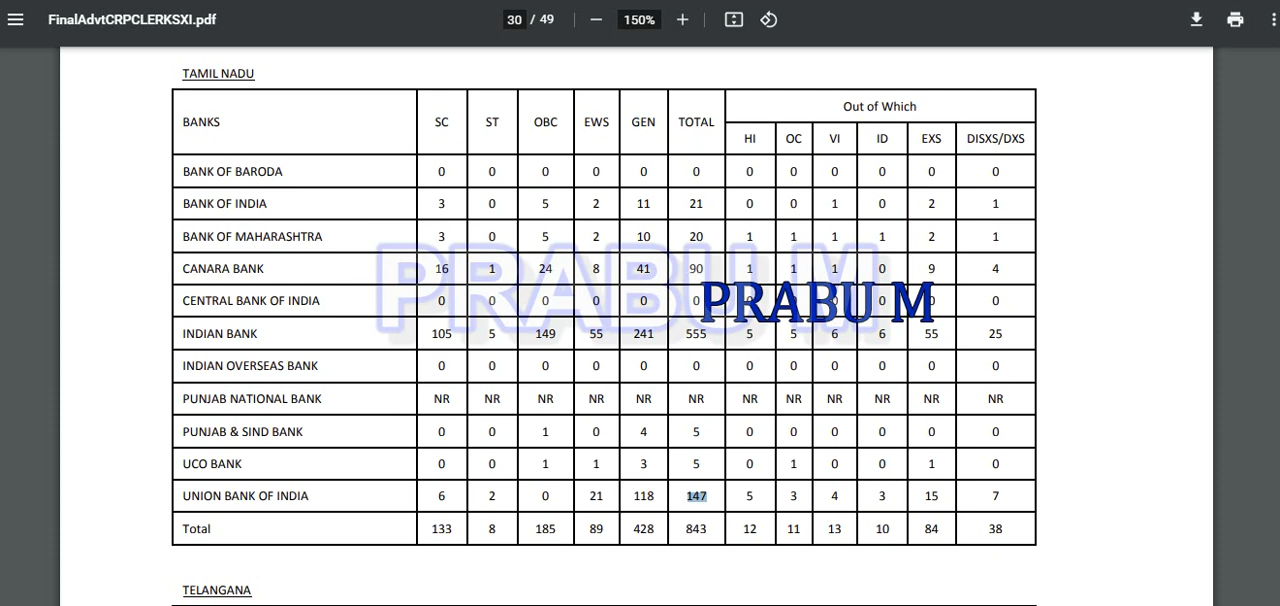 FinalAdvtCRPCLERKSXI.pdf 30 / 49 150%
TAMIL NADU
BANKS SC ST OBC EWS GEN TOTAL Out of Which
HI OC VI ID EXS DISXS/DXS
BANK OF BARODA 0 0 0 0 0 0 0 0 0 0 0 0
BANK OF INDIA 3 0 5 2 11 21 0 0 1 0 2 1
BANK OF MAHARASHTRA 3 0 5 2 10 20 1 1 1 1 2 1
CANARA BANK 16 1 24 8 41 90 1 1 1 0 9 4
PRABU M
CENTRAL BANK OF INDIA 0 0 0 0 0 0 0 0 0 0 0 0
PRABU M
INDIAN BANK 105 5 149 55 241 555 5 5 6 6 55 25
INDIAN OVERSEAS BANK 0 0 0 0 0 0 0 0 0 0 0 0
PUNJAB NATIONAL BANK NR NR NR NR NR NR NR NR NR NR NR NR
PUNJAB & SIND BANK 0 0 1 0 4 5 0 0 0 0 0 0
UCO BANK 0 0 1 1 3 5 0 1 0 0 1 0
UNION BANK OF INDIA 6 2 0 21 118 147 5 3 4 3 15 7
Total 133 8 185 89 428 843 12 11 13 10 84 38
TELANGANA